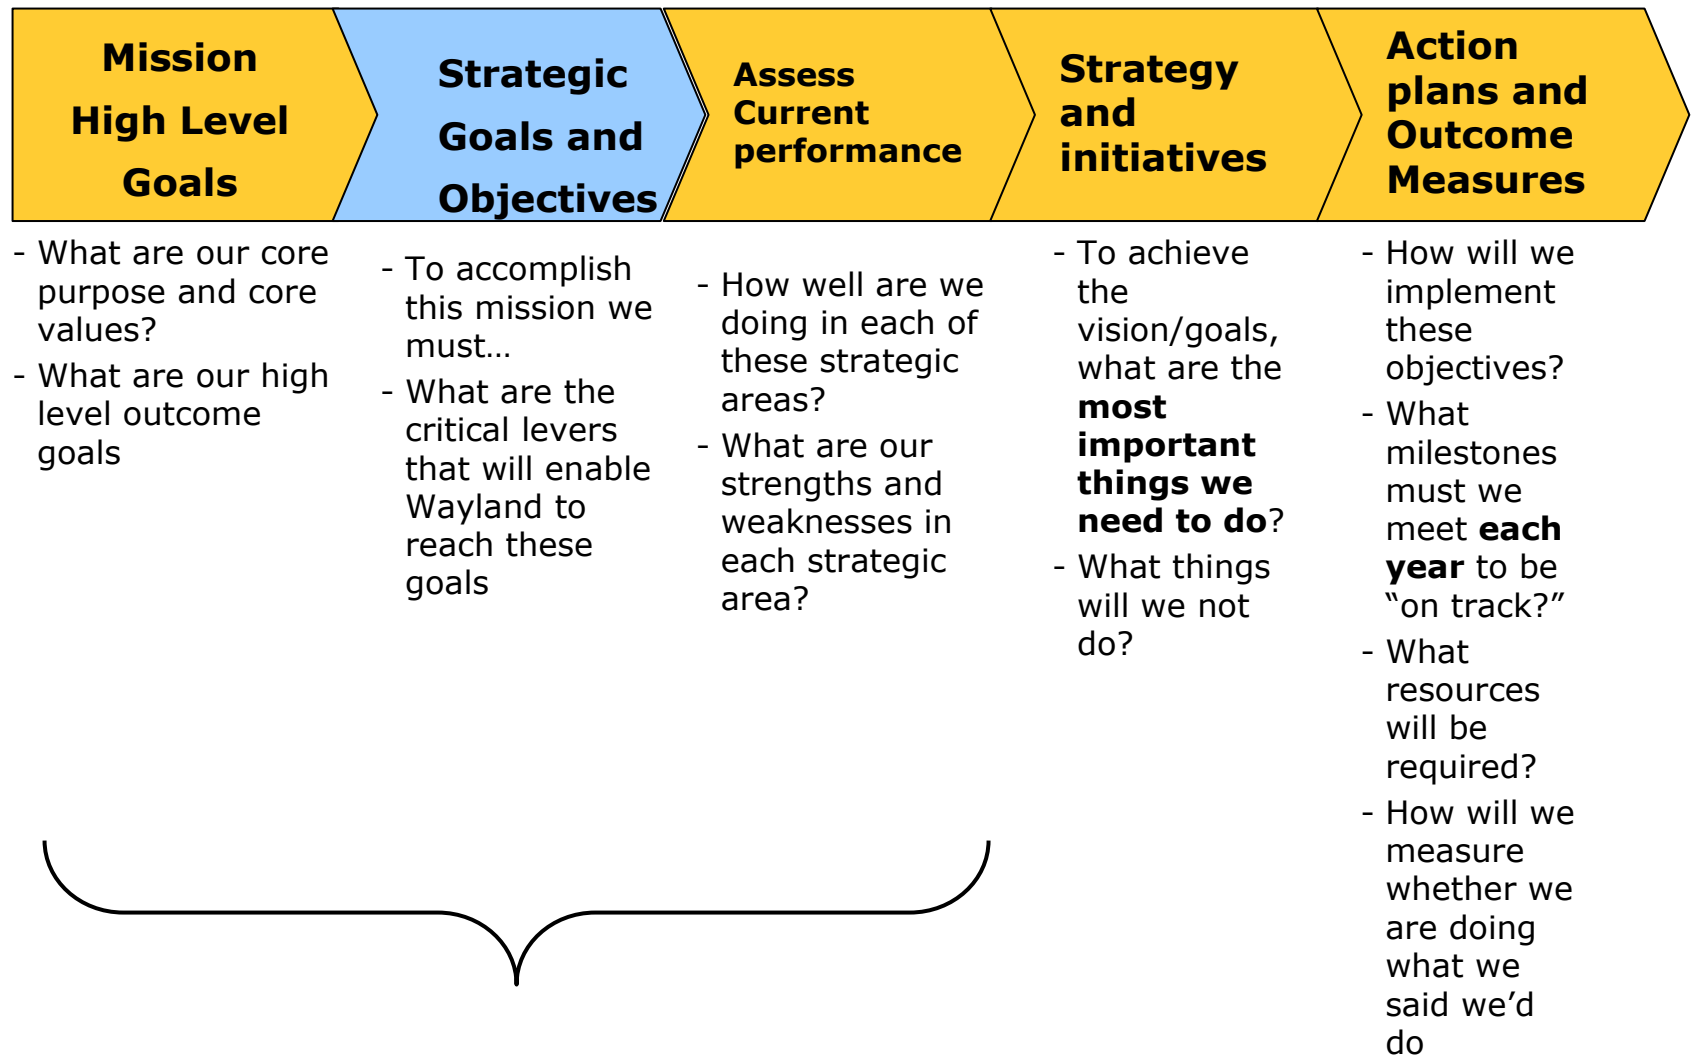 Mission
High Level
Goals
Strategic
Goals and
Objectives
Assess
Current
performance
Strategy
and
initiatives
Action
plans and
Outcome
Measures
- What are our core
purpose and core
values?
- What are our high
level outcome
goals
- To accomplish
this mission we
must…
- What are the
critical levers
that will enable
Wayland to
reach these
goals
- How well are we
doing in each of
these strategic
areas?
- What are our
strengths and
weaknesses in
each strategic
area?
- To achieve
the
vision/goals,
what are the
most
important
things we
need to do?
- What things
will we not
do?
- How will we
implement
these
objectives?
- What
milestones
must we
meet each
year to be
“on track?”
- What
resources
will be
required?
- How will we
measure
whether we
are doing
what we
said we’d
do